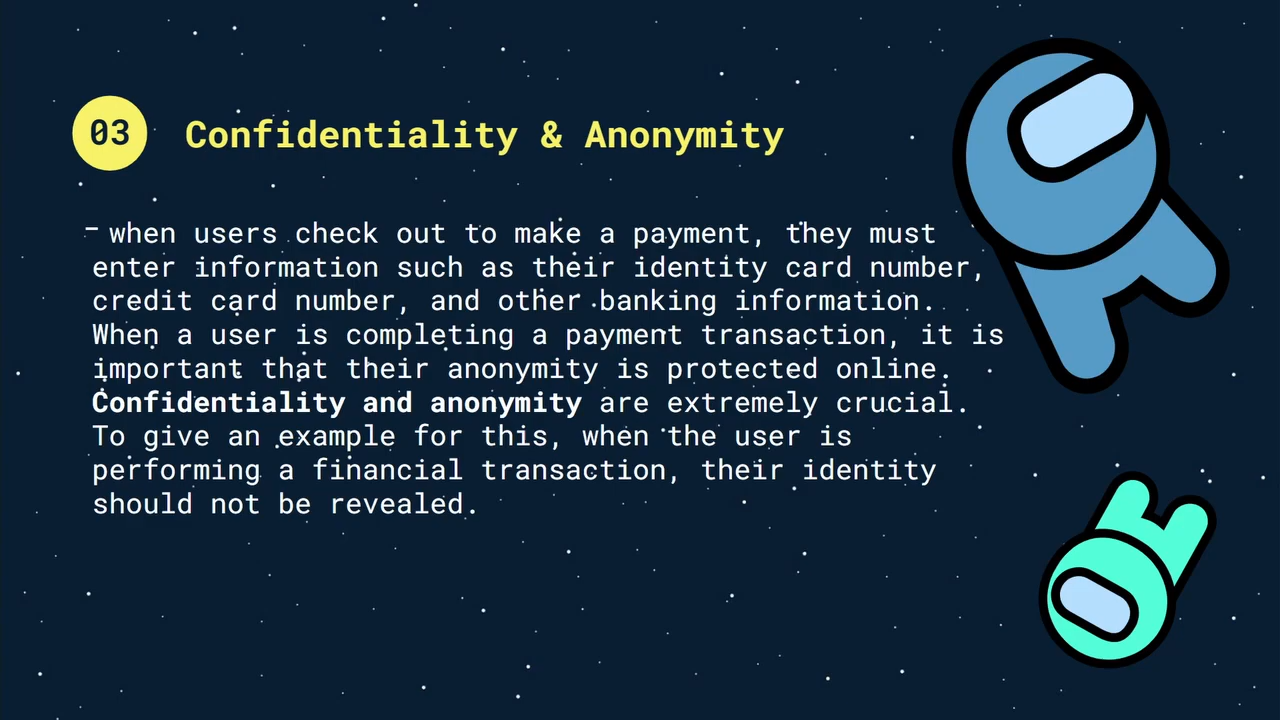 03 Confidentiality & Anonymity
- when users check out to make a payment, they must
enter information such as their identity card number,
credit card number, and other banking information.
When a user is completing a payment transaction, it is
important that their anonymity is protected online.
Confidentiality and anonymity are extremely crucial.
To give an example for this, when the user is
performing a financial transaction, their identity
should not be revealed.